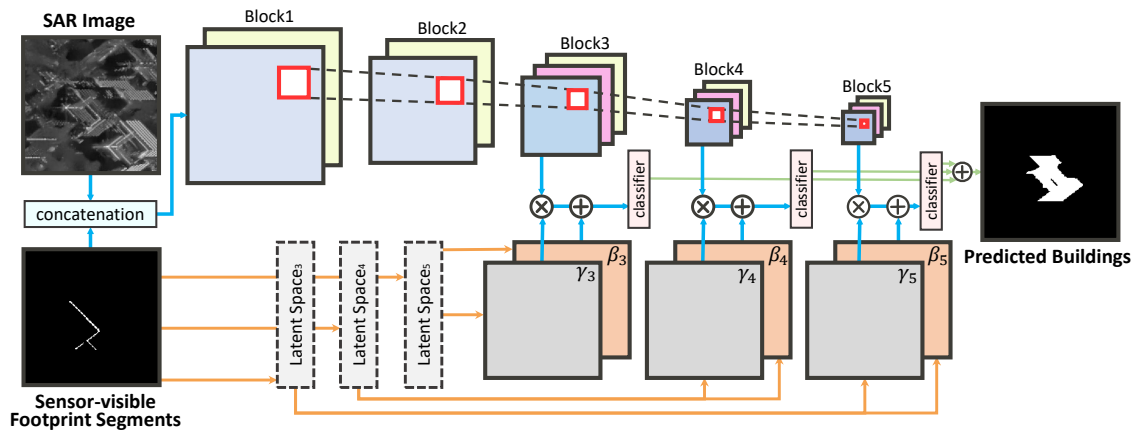 SAR Image
Block1
Block2
Block3
Block4
Block5
concatenation
classifier
classifier
classifier
Predicted Buildings
Latent Space3
Latent Space4
Latent Space5
β3
γ3
β4
γ4
β5
γ5
Sensor-visible
Footprint Segments